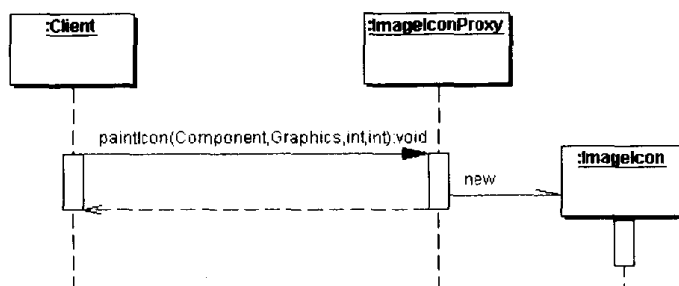 :Client
:ImageIconProxy
paintIcon(Component,Graphics,int,int):void
:ImageIcon
new